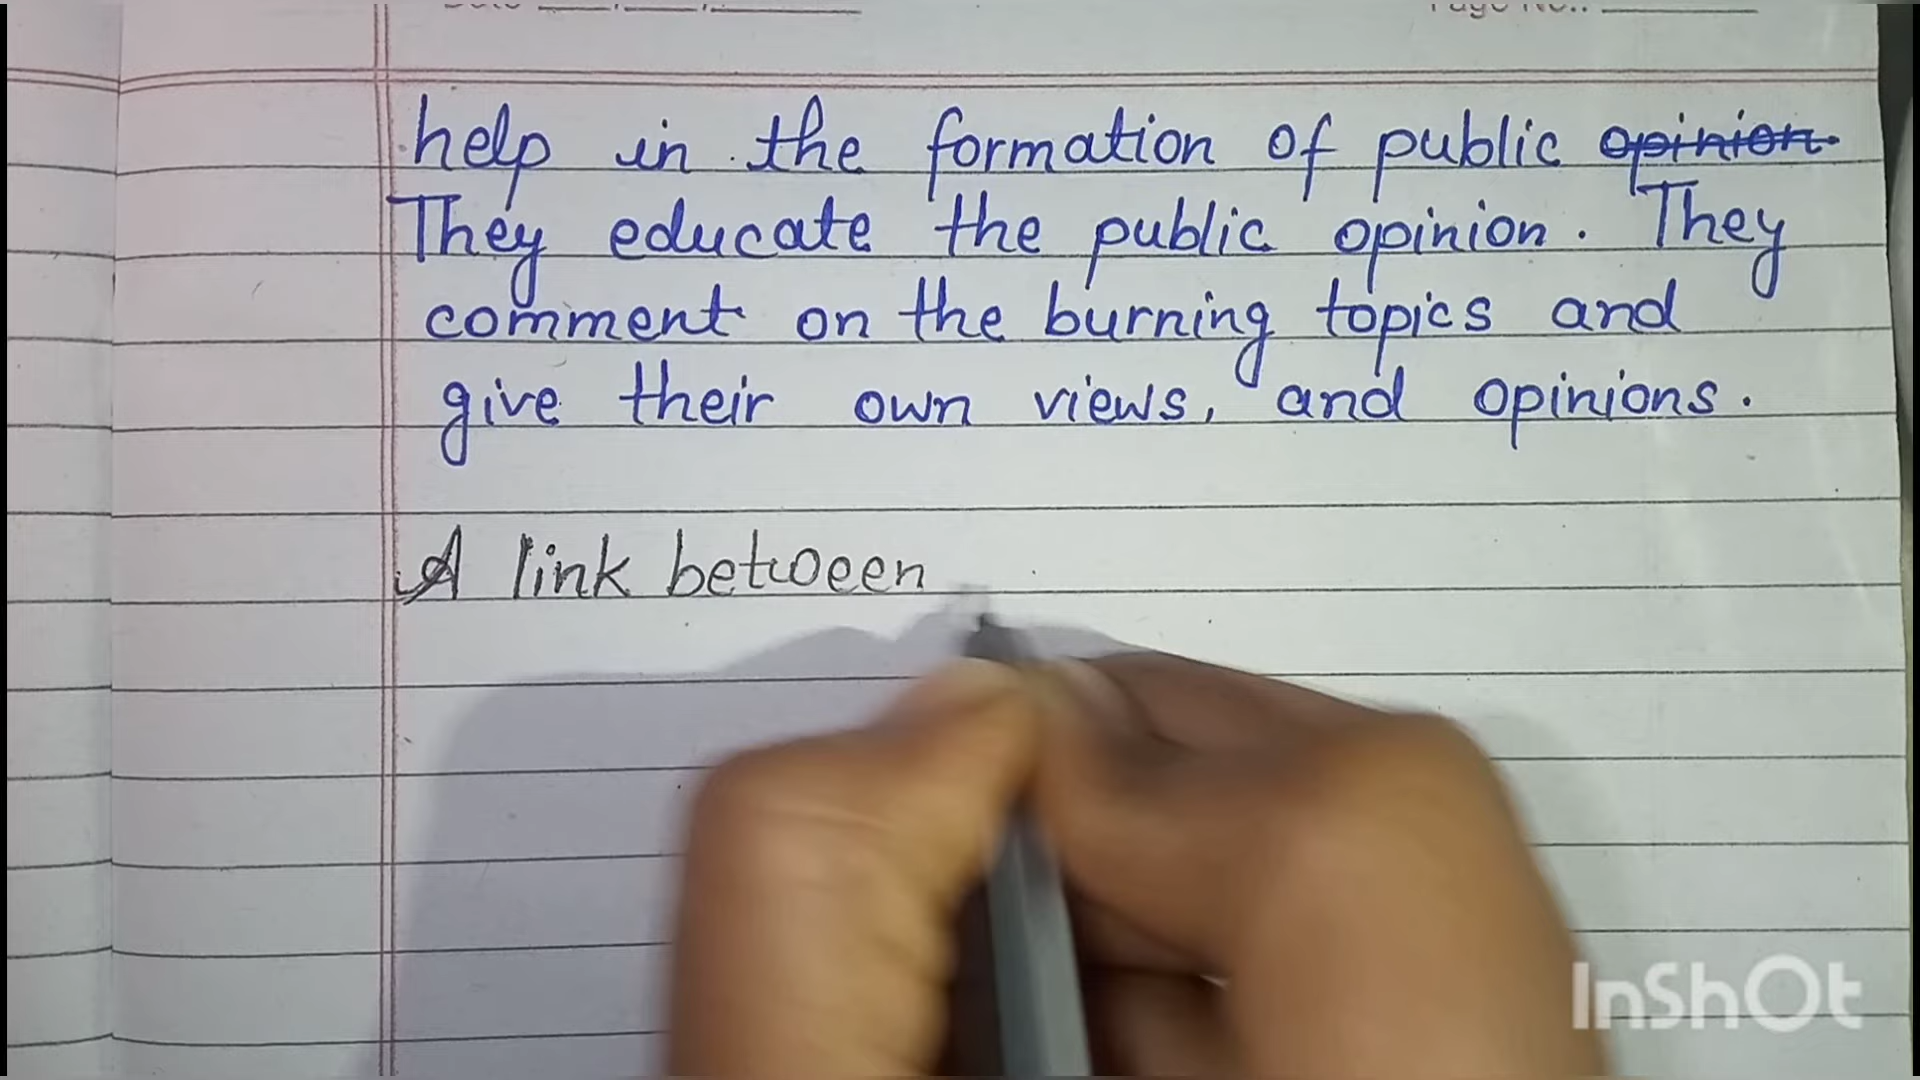 help in the formation of public opinion.
They educate the public opinion. They
comment on the burning topics and
give their own views, and opinions.
A link between
InShOt